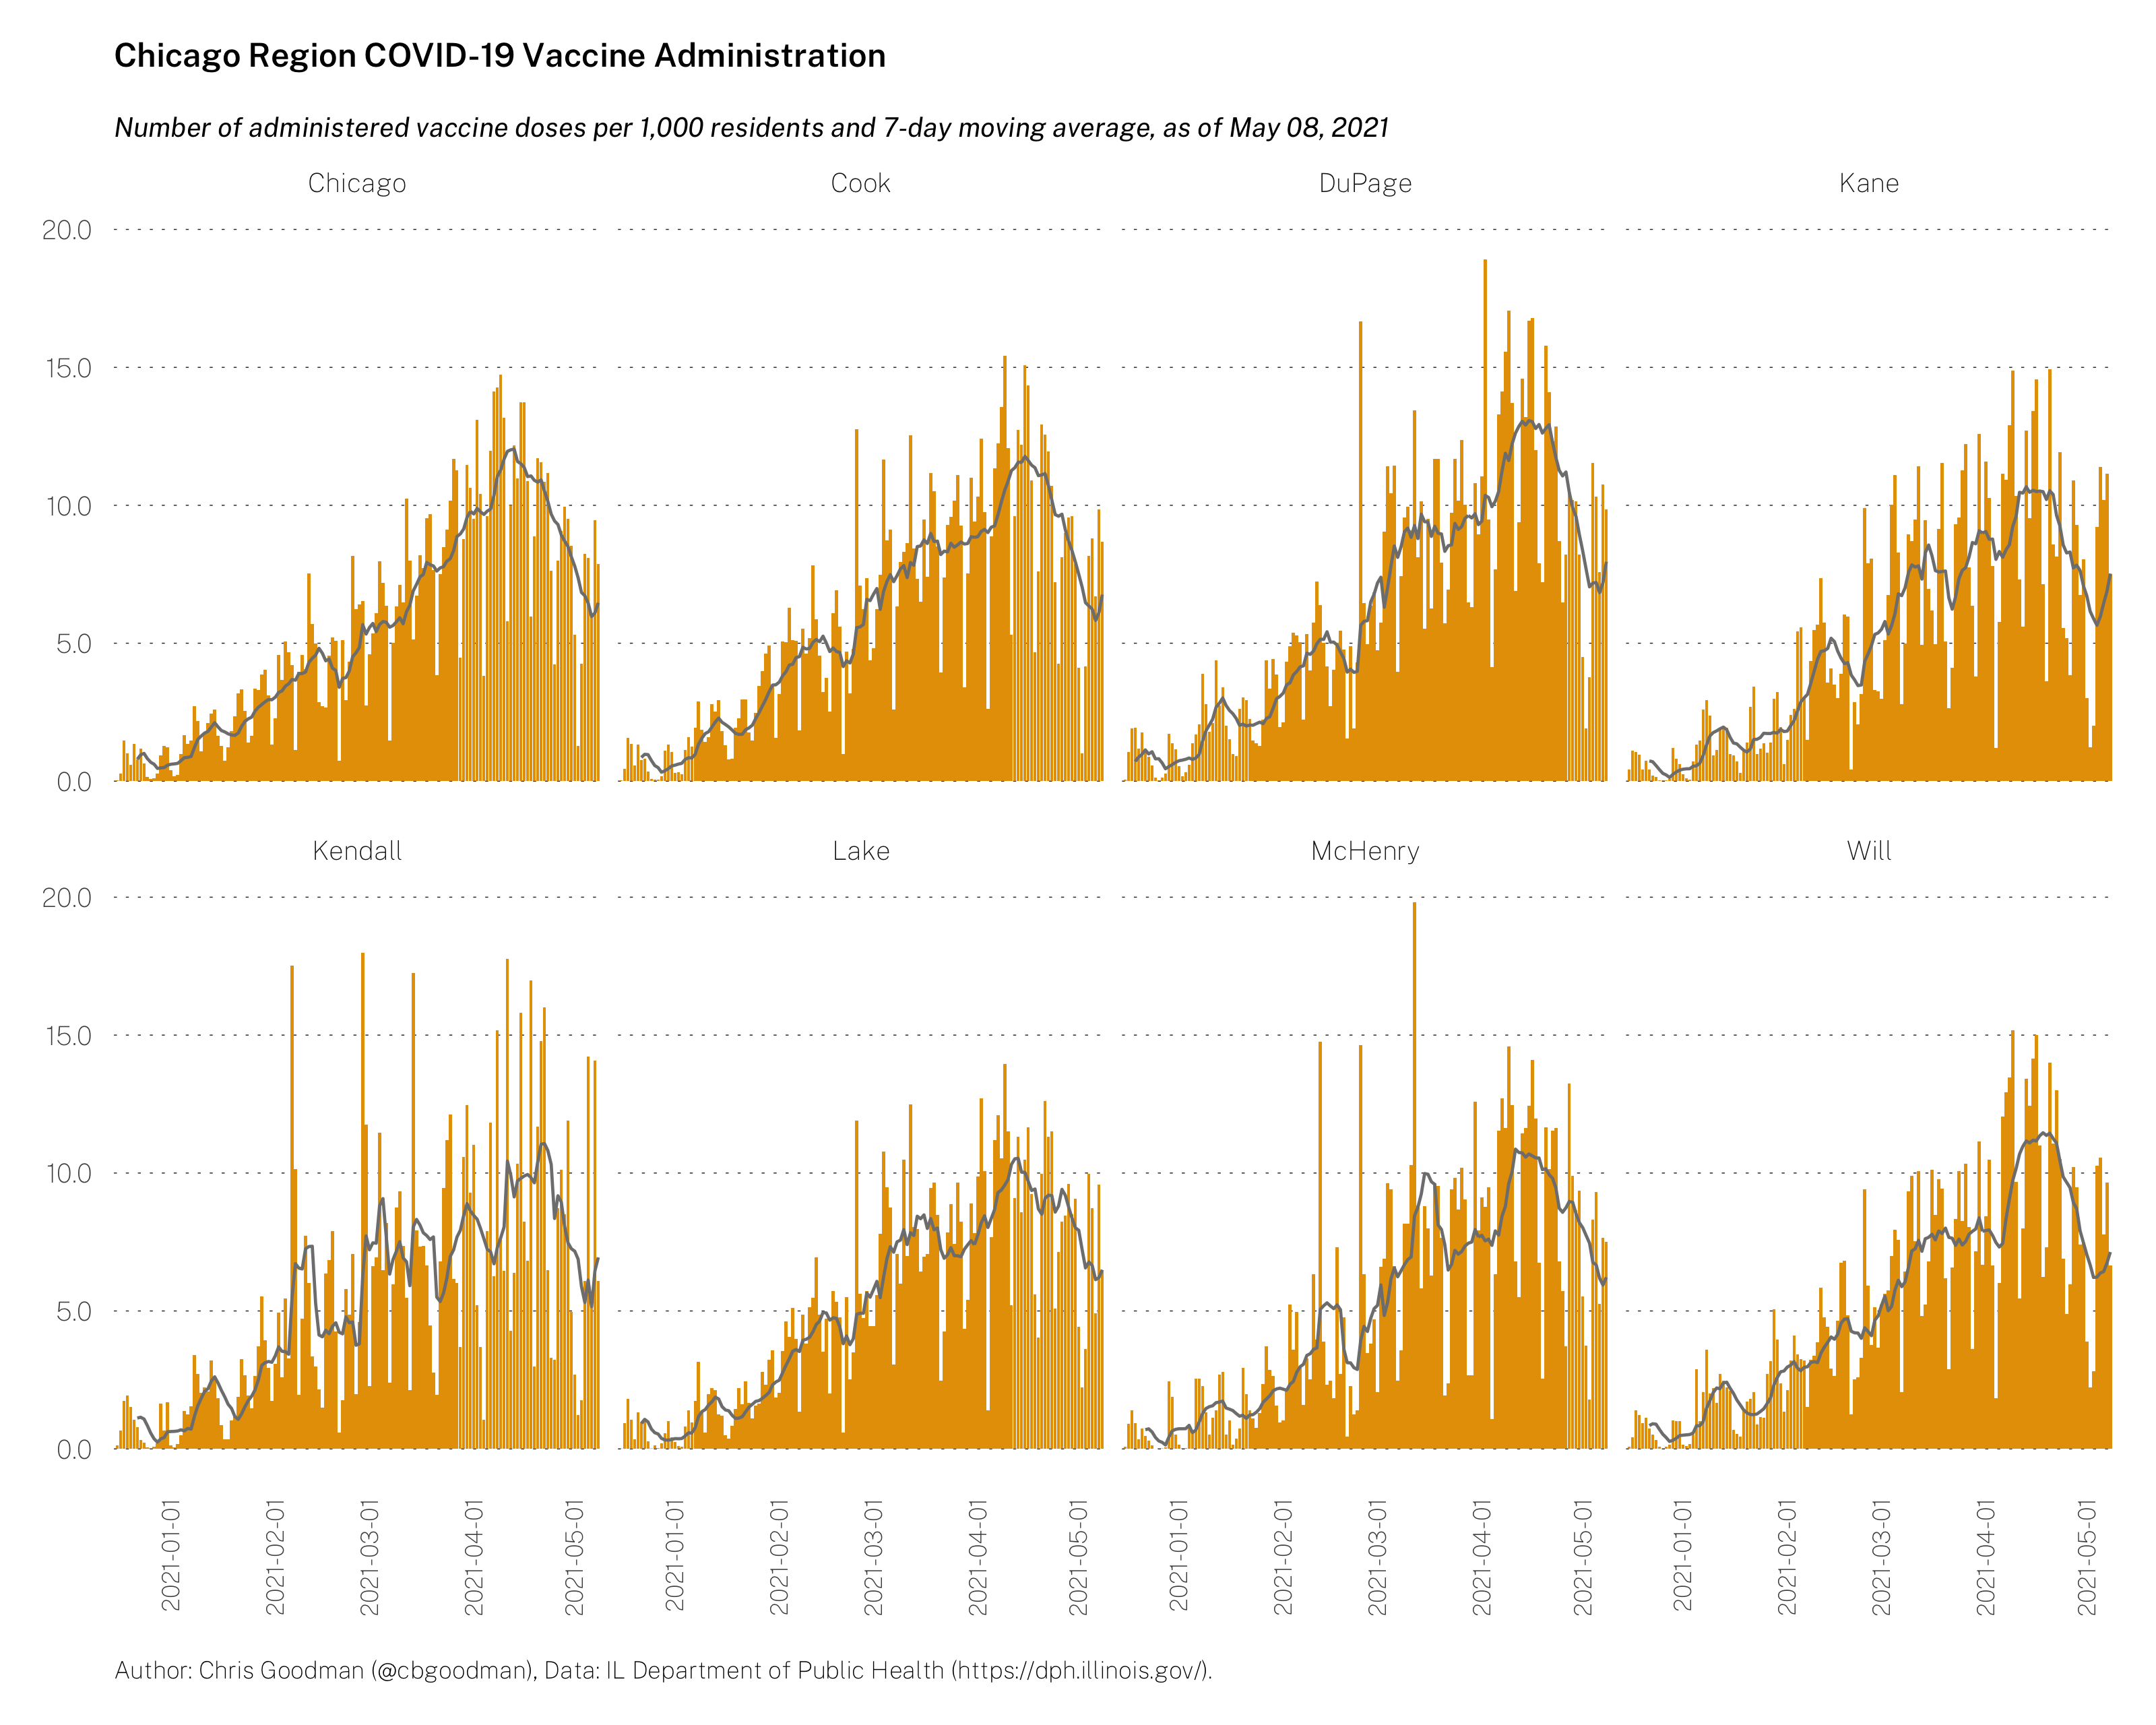 Chicago Region COVID-19 Vaccine Administration
Number of administered vaccine doses per 1,000 residents and 7-day moving average, as of May 08, 2021
Chicago Cook DuPage Kane
20.0
15.0
10.0
5.0
0.0
Kendall Lake McHenry Will
20.0
15.0
10.0
5.0
0.0
2021-01-01 2021-02-01 2021-03-01 2021-04-01 2021-05-01 2021-01-01 2021-02-01 2021-03-01 2021-04-01 2021-05-01 2021-01-01 2021-02-01 2021-03-01 2021-04-01 2021-05-01 2021-01-01 2021-02-01 2021-03-01 2021-04-01 2021-05-01
Author: Chris Goodman (@cbgoodman), Data: IL Department of Public Health (https://dph.illinois.gov/).